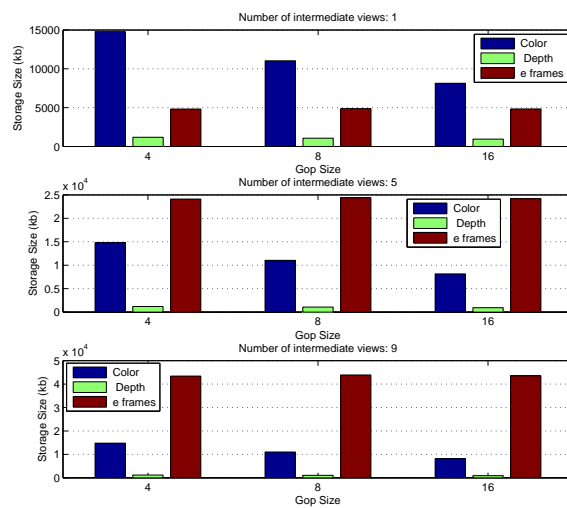 Number of intermediate views: 1
15000
10000
5000
0
Storage Size (kb)
Color
Depth
e frames
4 8 16
Gop Size
Number of intermediate views: 5
x 10^4
2.5
2
1.5
1
0.5
0
Storage Size (kb)
Color
Depth
e frames
4 8 16
Gop Size
Number of intermediate views: 9
x 10^4
5
4
3
2
1
0
Storage Size (kb)
Color
Depth
e frames
4 8 16
Gop Size